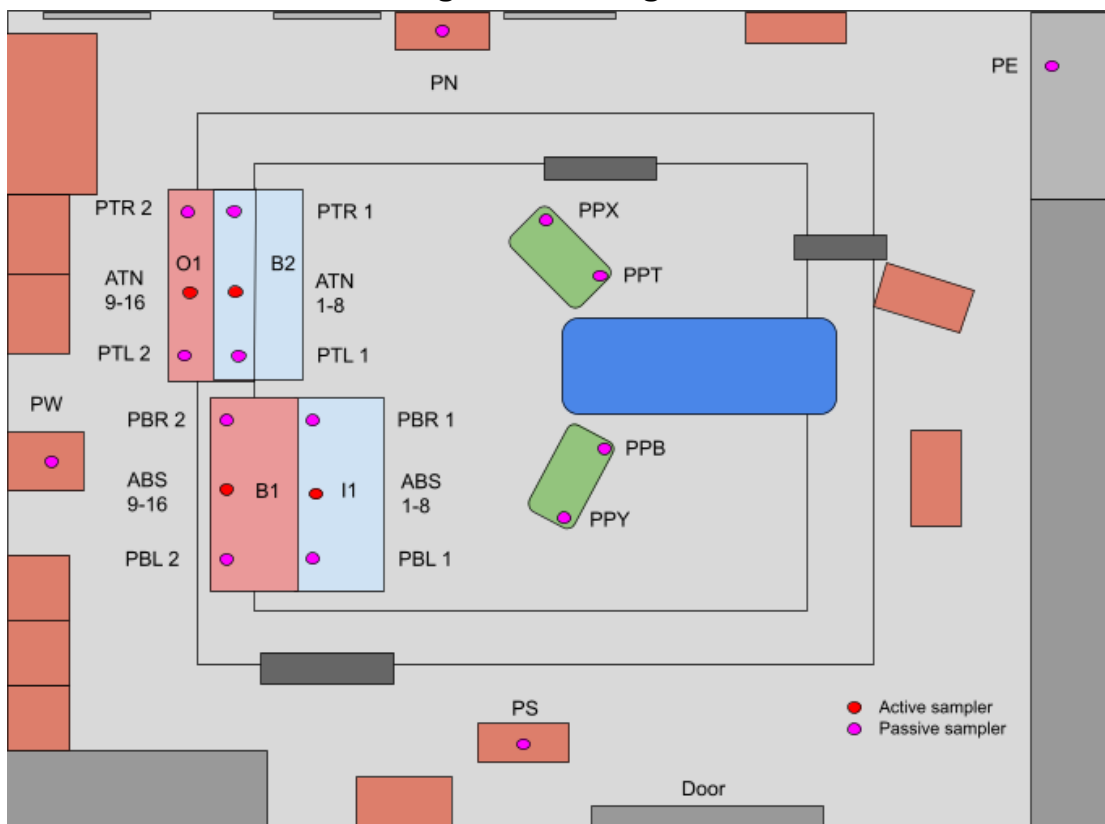 PN
PE
PTR 2
PTR 1
PPX
O1
B2
PPT
ATN
9-16
ATN
1-8
PTL 2
PTL 1
PW
PBR 2
PBR 1
PPB
ABS
9-16
B1
I1
ABS
1-8
PPY
PBL 2
PBL 1
PS
Active sampler
Passive sampler
Door